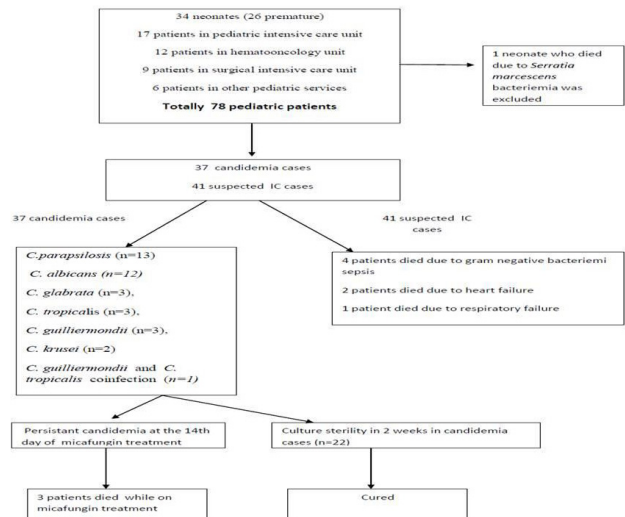 34 neonates (26 premature)
17 patients in pediatric intensive care unit
12 patients in hematooncology unit
9 patients in surgical intensive care unit
6 patients in other pediatric services
Totally 78 pediatric patients
1 neonate who died
due to Serratia
marcescens
bacteriemia was
excluded
37 candidemia cases
41 suspected IC cases
37 candidemia cases
41 suspected IC
cases
C.parapsilosis (n=13)
C. albicans (n=12)
C. glabrata (n=3),
C. tropicalis (n=3),
C. guilliermondii (n=3),
C. krusei (n=2)
C. guilliermondii and C.
tropicalis coinfection (n=1)
4 patients died due to gram negative bacteriemi
sepsis
2 patients died due to heart failure
1 patient died due to respiratory failure
Persistant candidemia at the 14th
day of micafungin treatment
Culture sterility in 2 weeks in candidemia
cases (n=22)
3 patients died while on
micafungin treatment
Cured